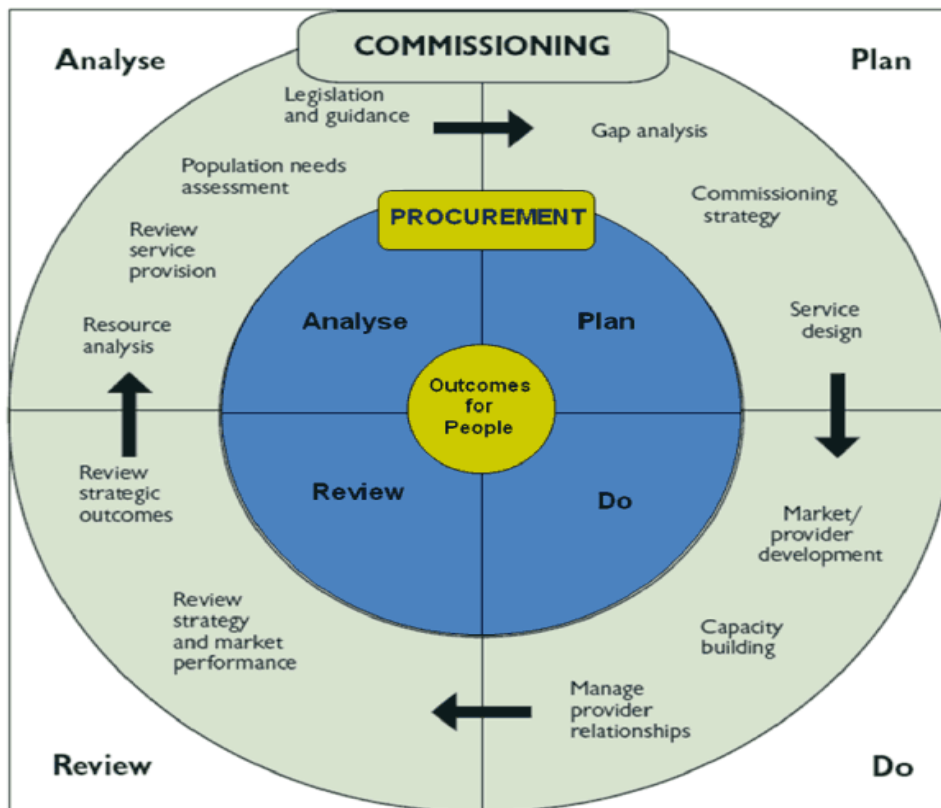 COMMISSIONING
Analyse
Plan
Legislation
and guidance
Gap analysis
Population needs
assessment
Commissioning
strategy
PROCUREMENT
Review
service
provision
Analyse
Plan
Service
design
Resource
analysis
Outcomes
for
People
Review
strategic
outcomes
Review
Do
Market/
provider
development
Review
strategy
and market
performance
Capacity
building
Manage
provider
relationships
Review
Do